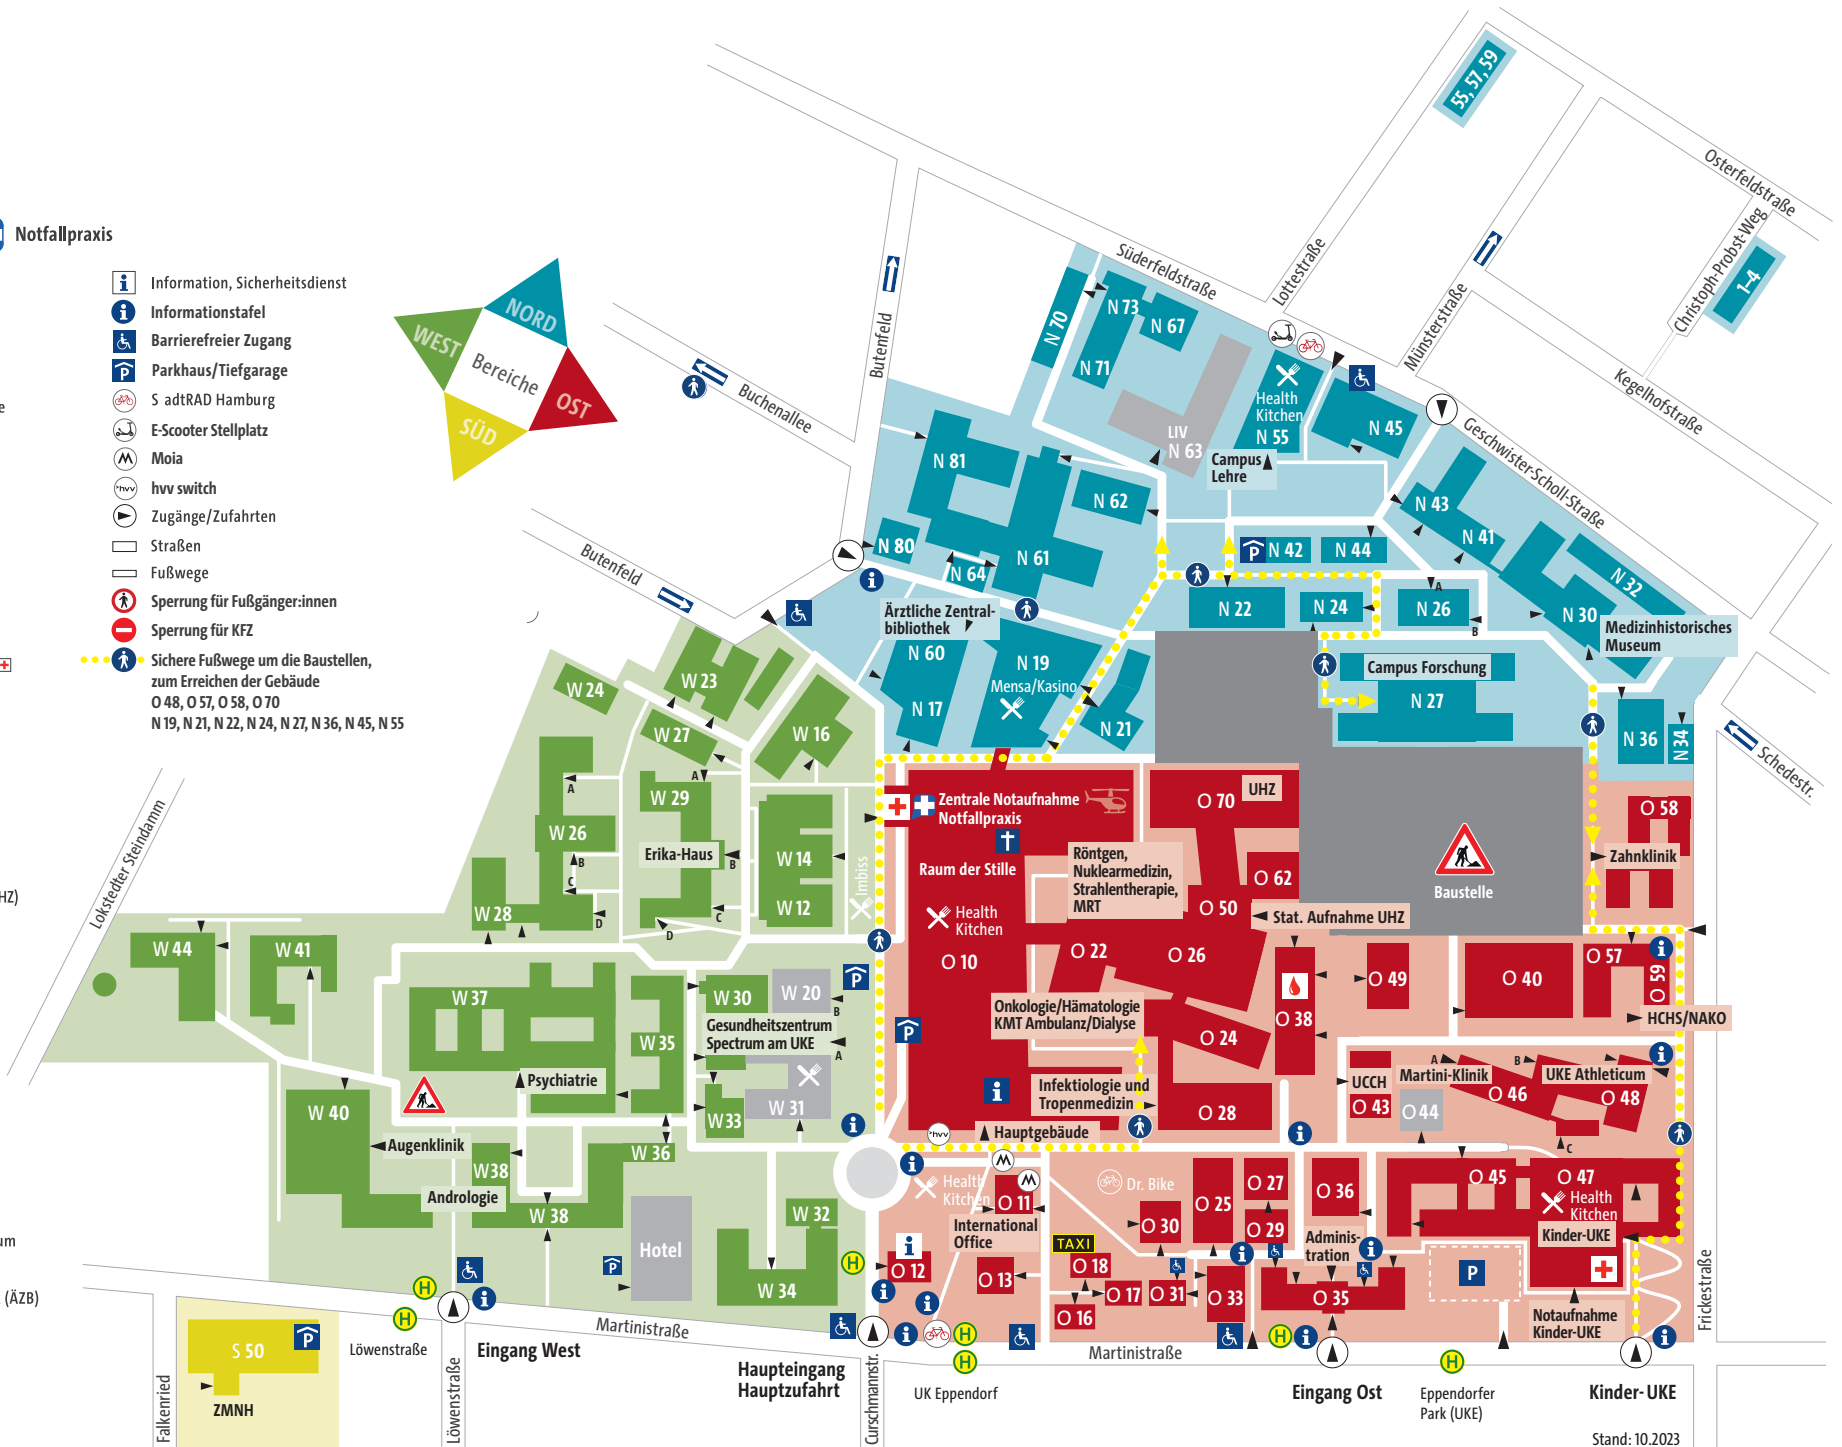 Notfallpraxis
Information, Sicherheitsdienst
Informationstafel
Barrierefreier Zugang
Parkhaus/Tiefgarage
S adtRAD Hamburg
E-Scooter Stellplatz
Moia
hvv switch
Zugänge/Zufahrten
Straßen
Fußwege
Sperrung für Fußgänger:innen
Sperrung für KFZ
Sichere Fußwege um die Baustellen,
zum Erreichen der Gebäude
O 48, O 57, O 58, O 70
N 19, N 21, N 22, N 24, N 27, N 36, N 45, N 55
e
HZ)
um
(ÄZB)
NORD
WEST
Bereiche
OST
SÜD
55, 57, 59
Osterfeldstraße
Christoph-Probst-Weg
1–4
Kegelhofstraße
Münsterstraße
Lottestraße
Süderfeldstraße
Geschwister-Scholl-Straße
Butenfeld
Buchenallee
Butenfeld
Lokstedter Steindamm
Schedestr.
Frickestraße
N 70
N 73
N 67
N 71
LIV
N 63
Health
Kitchen
N 55
N 45
Campus
Lehre
N 81
N 62
N 80
N 61
N 64
N 43
N 41
P
N 42
N 44
N 32
N 30
N 22
N 24
N 26
A
B
Medizinhistorisches
Museum
Ärztliche Zentral-
bibliothek
N 60
N 19
Mensa/Kasino
N 17
N 21
Campus Forschung
N 27
N 36
N 34
W 24
W 23
W 27
W 16
W 29
A
A
W 26
B
C
D
Erika-Haus
B
C
D
W 14
W 12
Imbiss
W 28
W 44
W 41
W 37
W 35
W 30
W 20
B
P
Gesundheitszentrum
Spectrum am UKE
A
W 33
W 31
Psychiatrie
W 40
Augenklinik
W 38
W 36
Andrologie
W 38
Hotel
P
W 32
W 34
Zentrale Notaufnahme
Notfallpraxis
Raum der Stille
Health
Kitchen
O 10
P
O 70
UHZ
Röntgen,
Nuklearmedizin,
Strahlentherapie,
MRT
O 62
O 50
Stat. Aufnahme UHZ
O 22
O 26
Onkologie/Hämatologie
KMT Ambulanz/Dialyse
O 24
O 38
Infektiologie und
Tropenmedizin
O 28
Hauptgebäude
hvv
Baustelle
O 58
Zahnklinik
O 49
O 40
O 57
O 59
HCHS/NAKO
UCCH
O 43
A
Martini-Klinik
B
UKE Athleticum
O 44
O 46
O 48
C
O 45
O 47
Health
Kitchen
Kinder-UKE
P
Notaufnahme
Kinder-UKE
Health
Kitchen
O 11
International
Office
Dr. Bike
O 30
O 25
O 27
O 29
O 36
Adminis-
tration
TAXI
O 12
O 13
O 18
O 17
O 16
O 31
O 33
O 35
S 50
P
ZMNH
Falkenried
H
H
Löwenstraße
Löwenstraße
Eingang West
Martinistraße
Haupteingang
Hauptzufahrt
H
Curschmannstr.
H
H
UK Eppendorf
Martinistraße
H
Eingang Ost
H
Eppendorfer
Park (UKE)
Kinder-UKE
Stand: 10.2023